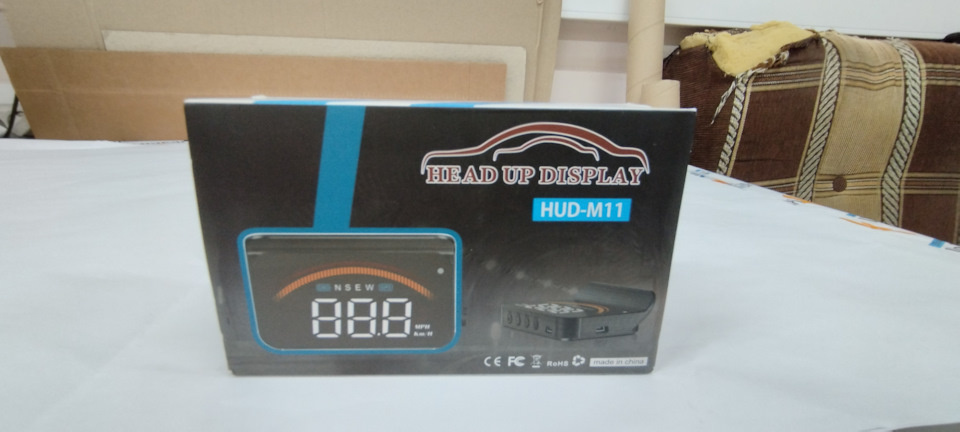 HEAD UP DISPLAY
HUD-M11
NSEW
888
MPH
Km/H
CE FC RoHS made in china